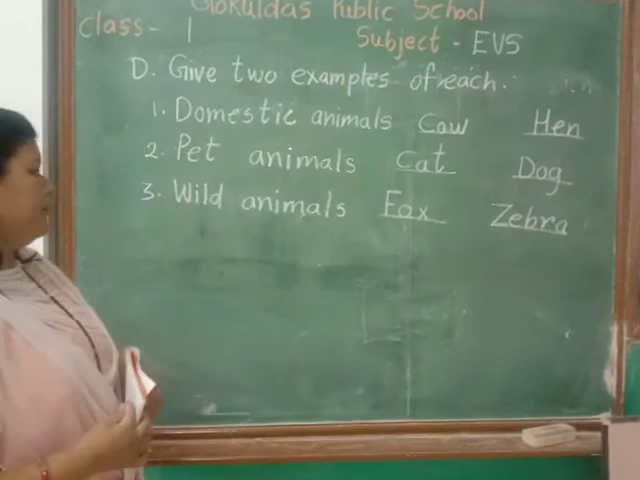 Gokuldas Public School
Class - 1 Subject - EVS
D. Give two examples of each.
1. Domestic animals Cow Hen
2. Pet animals Cat Dog
3. Wild animals Fox Zebra